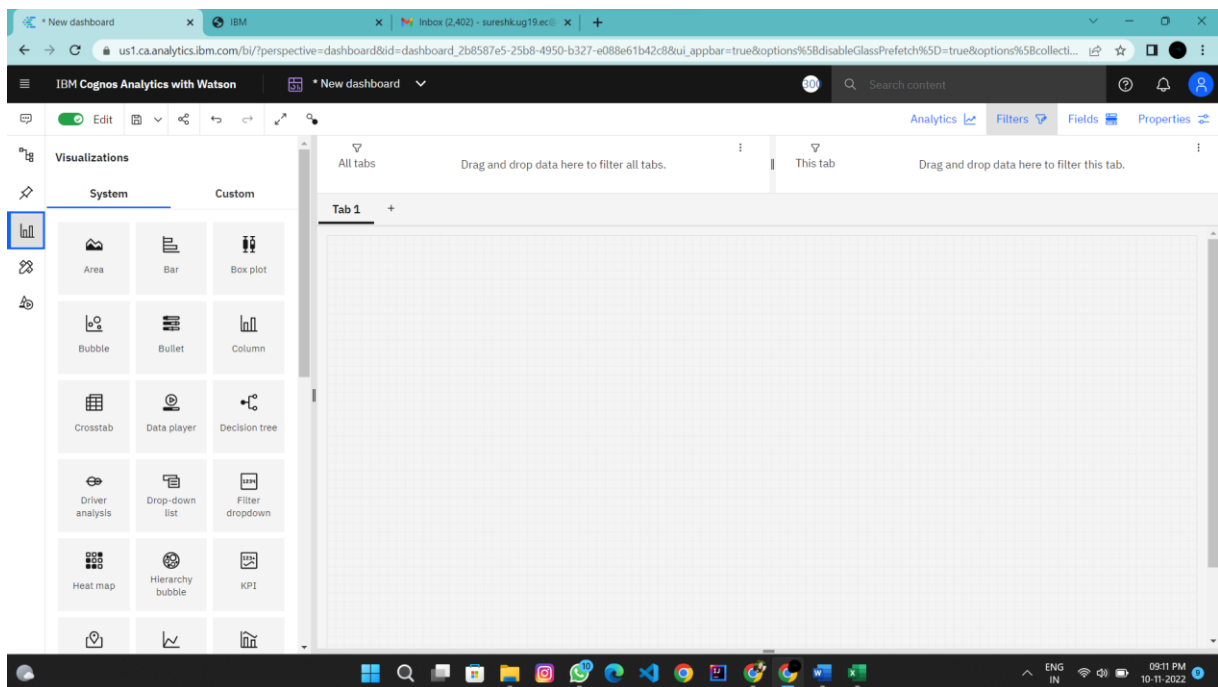 * New dashboard
IBM
Inbox (2,402) - sureshk.ug19.ec@
us1.ca.analytics.ibm.com/bi/?perspective=dashboard&id=dashboard_2b8587e5-25b8-4950-b327-e088e61b42c8&ui_appbar=true&options%5BdisableGlassPrefetch%5D=true&options%5Bcollecti...
IBM Cognos Analytics with Watson
* New dashboard
Search content
Edit
Analytics
Filters
Fields
Properties
Visualizations
System
Custom
All tabs
Drag and drop data here to filter all tabs.
This tab
Drag and drop data here to filter this tab.
Tab 1
Area
Bar
Box plot
Bubble
Bullet
Column
Crosstab
Data player
Decision tree
Driver
analysis
Drop-down
list
Filter
dropdown
Heat map
Hierarchy
bubble
KPI
10
ENG
IN
09:11 PM
10-11-2022
9